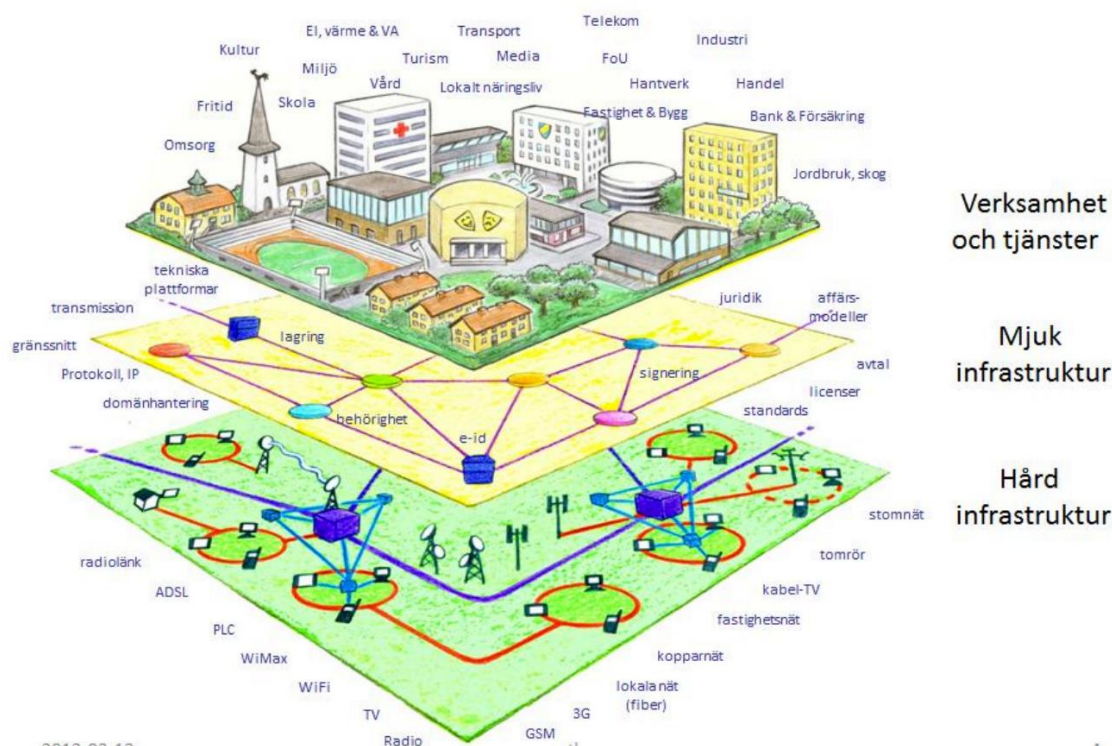 Telekom
El, värme & VA
Transport
Industri
Kultur
Turism
Media
FoU
Miljö
Vård
Lokalt näringsliv
Hantverk
Handel
Fritid
Skola
Fastighet & Bygg
Bank & Försäkring
Omsorg
Jordbruk, skog
Verksamhet
och tjänster
tekniska
plattformar
transmission
juridik
affärs-
modeller
gränssnitt
lagring
Mjuk
infrastruktur
Protokoll, IP
signering
avtal
domänhantering
licenser
behörighet
standards
e-id
Hård
infrastruktur
stomnät
radiolänk
tomrör
ADSL
kabel-TV
PLC
fastighetsnät
WiMax
kopparnät
WiFi
lokala nät
(fiber)
TV
3G
Radio
GSM